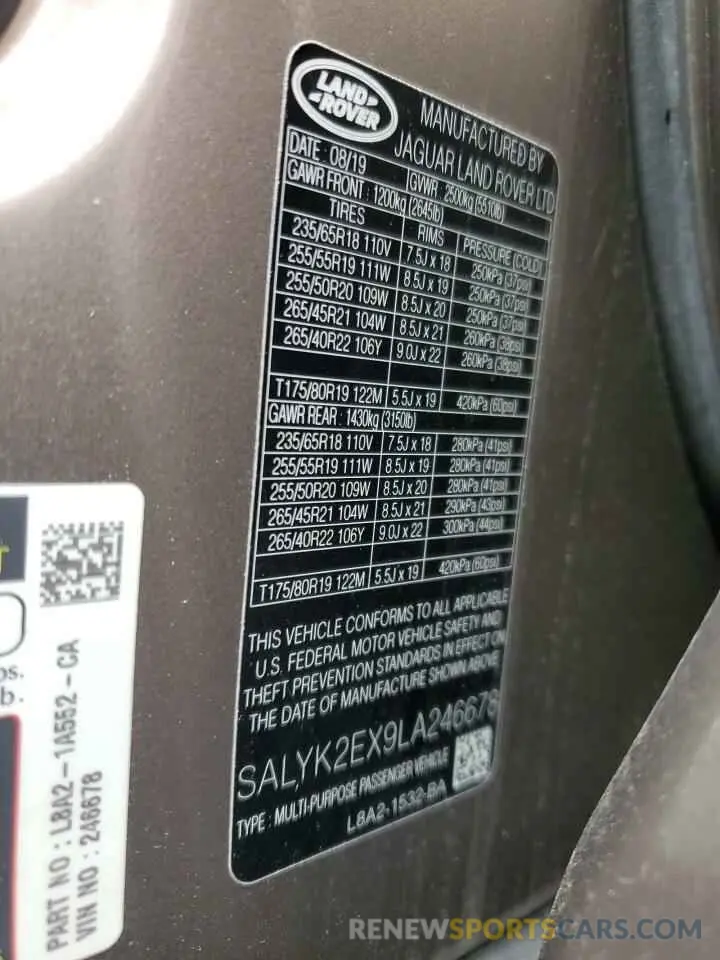 LAND
ROVER
MANUFACTURED BY
JAGUAR LAND ROVER LTD
DATE : 08/19 GVWR : 2500kg (5510lb)
GAWR FRONT : 1200kg (2645lb)
TIRES RIMS PRESSURE (COLD)
235/65R18 110V 7.5J x 18 250kPa (37psi)
255/55R19 111W 8.5J x 19 250kPa (37psi)
255/50R20 109W 8.5J x 20 250kPa (37psi)
265/45R21 104W 8.5J x 21 260kPa (38psi)
265/40R22 106Y 9.0J x 22 260kPa (38psi)
T175/80R19 122M 5.5J x 19 420kPa (60psi)
GAWR REAR : 1430kg (3150lb)
235/65R18 110V 7.5J x 18 280kPa (41psi)
255/55R19 111W 8.5J x 19 280kPa (41psi)
255/50R20 109W 8.5J x 20 280kPa (41psi)
265/45R21 104W 8.5J x 21 290kPa (43psi)
265/40R22 106Y 9.0J x 22 300kPa (44psi)
T175/80R19 122M 5.5J x 19 420kPa (60psi)
THIS VEHICLE CONFORMS TO ALL APPLICABLE
U.S. FEDERAL MOTOR VEHICLE SAFETY AND
THEFT PREVENTION STANDARDS IN EFFECT ON
THE DATE OF MANUFACTURE SHOWN ABOVE
SALYK2EX9LA246678
TYPE : MULTI-PURPOSE PASSENGER VEHICLE
L8A2-1532-BA
PART NO : L8A2-1A552-CA
VIN NO : 246678
RENEWSPORTSCARS.COM